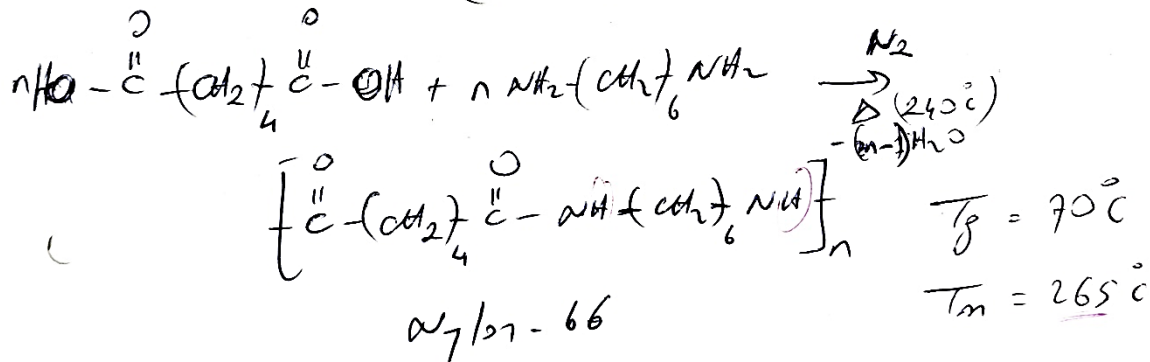 O O
nHO - C -(CH2)4- C - OH + n NH2-(CH2)6 NH2 → N2
Δ (240°C)
-(2n-1)H2O
O O
[ C -(CH2)4- C - NH-(CH2)6 NH ]n
Tg = 70°C
Nylon-66
Tm = 265°C